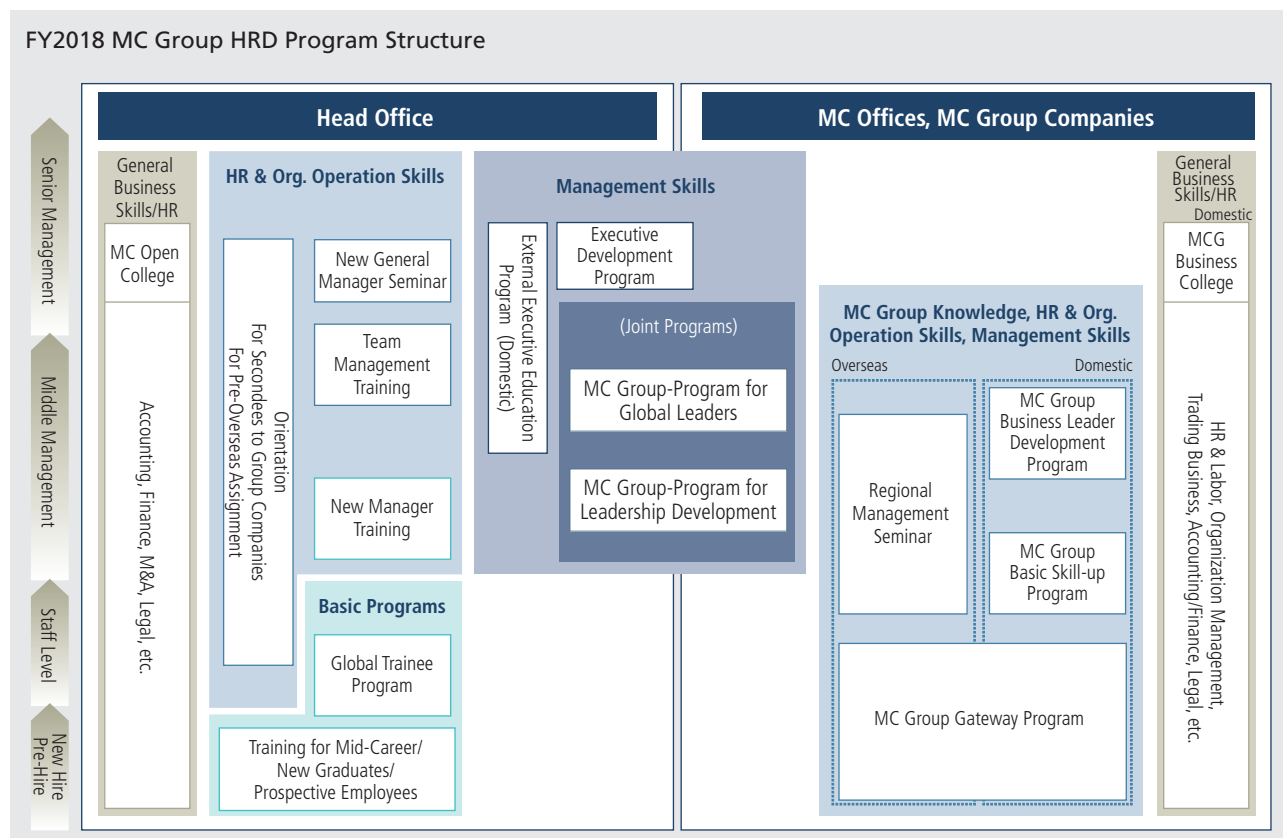 FY2018 MC Group HRD Program Structure
Senior Management
Middle Management
Staff Level
New Hire
Pre-Hire
Head Office
General
Business
Skills/HR
MC Open
College
Accounting, Finance, M&A, Legal, etc.
HR & Org. Operation Skills
Orientation
For Secondees to Group Companies
For Pre-Overseas Assignment
New General
Manager Seminar
Team
Management
Training
New Manager
Training
Basic Programs
Global Trainee
Program
Training for Mid-Career/
New Graduates/
Prospective Employees
Management Skills
External Executive Education
Program (Domestic)
Executive
Development
Program
(Joint Programs)
MC Group-Program for
Global Leaders
MC Group-Program for
Leadership Development
MC Offices, MC Group Companies
MC Group Knowledge, HR & Org.
Operation Skills, Management Skills
Overseas
Domestic
Regional
Management
Seminar
MC Group
Business Leader
Development
Program
MC Group
Basic Skill-up
Program
MC Group Gateway Program
General
Business
Skills/HR
Domestic
MCG
Business
College
HR & Labor, Organization Management,
Trading Business, Accounting/Finance, Legal, etc.